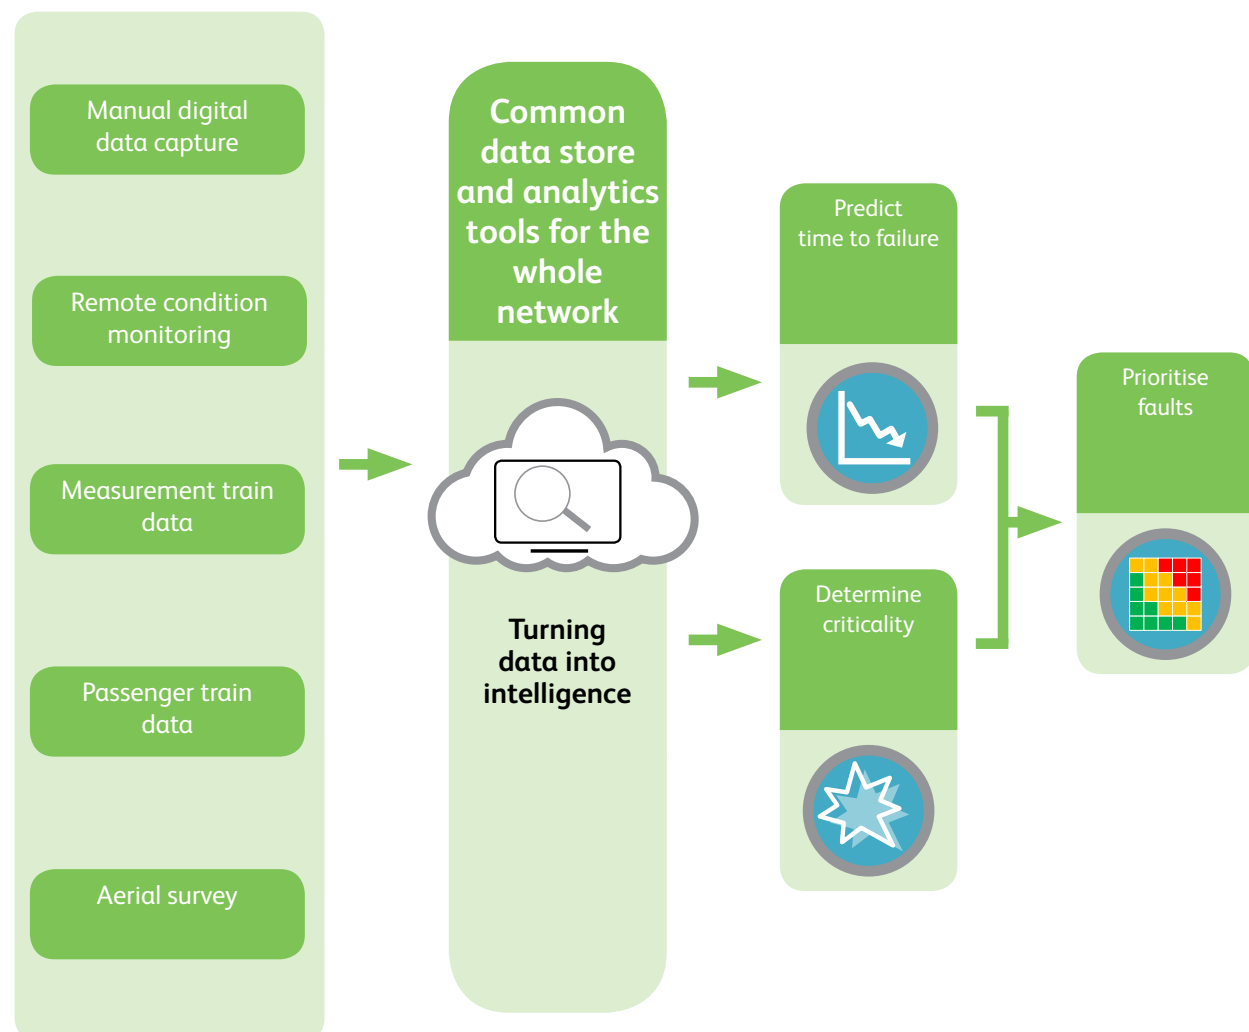 Manual digital
data capture
Remote condition
monitoring
Measurement train
data
Passenger train
data
Aerial survey
Common
data store
and analytics
tools for the
whole
network
Turning
data into
intelligence
Predict
time to failure
Determine
criticality
Prioritise
faults